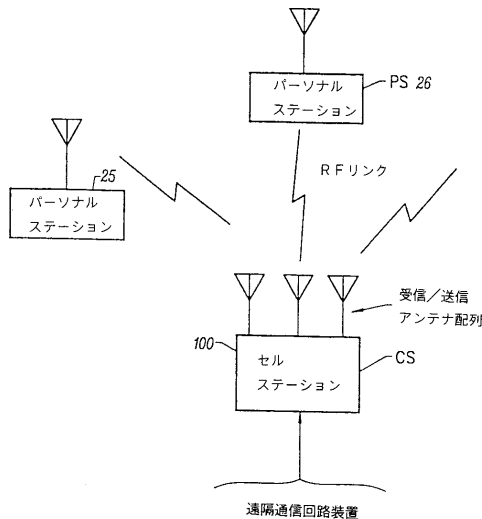 パーソナル
ステーション
PS 26
25
パーソナル
ステーション
RFリンク
受信/送信
アンテナ配列
100
セル
ステーション
CS
遠隔通信回路装置